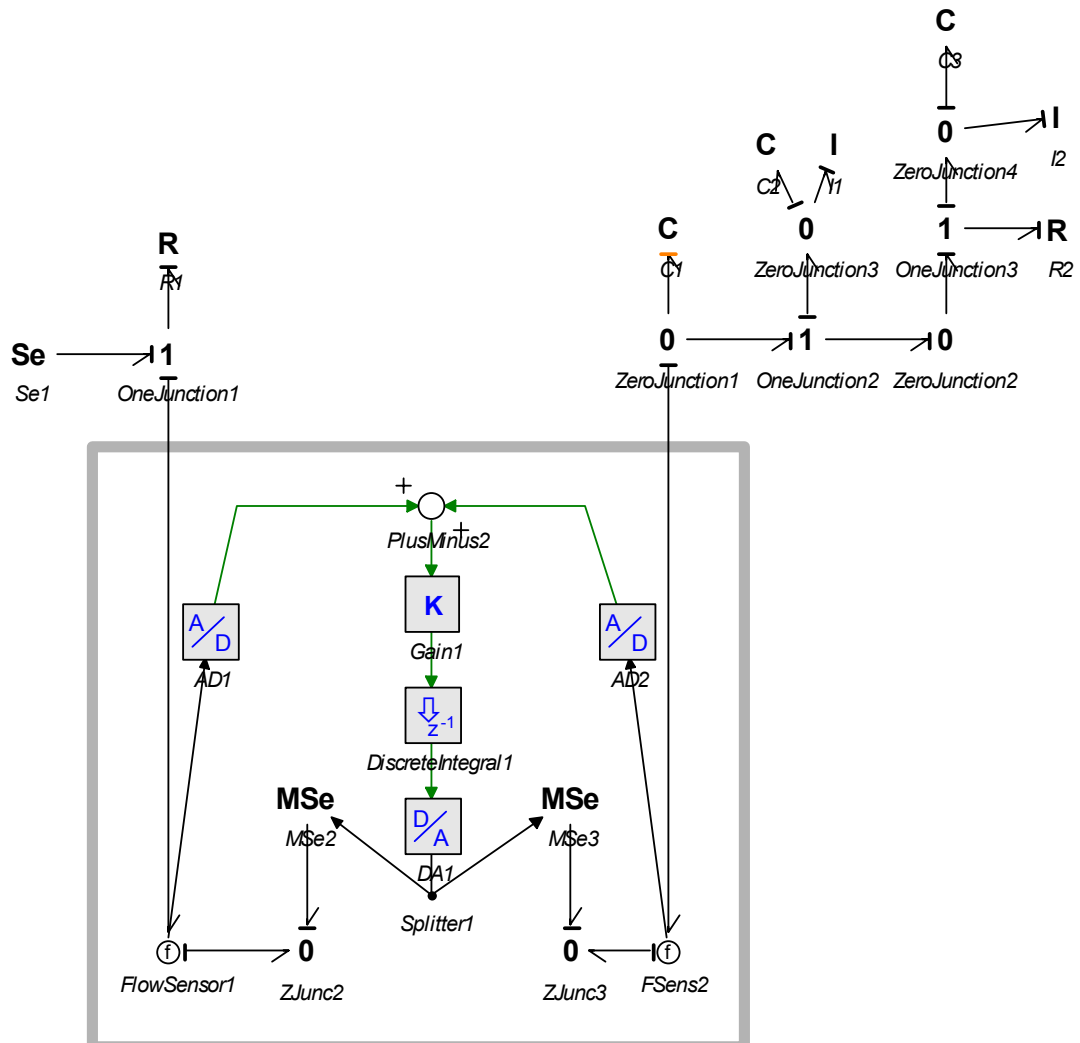 C
C3
0
I
ZeroJunction4
I2
C
I
C2
I1
R
C
0
1
R
R1
C1
ZeroJunction3
OneJunction3
R2
Se
1
0
1
0
Se1
OneJunction1
ZeroJunction1
OneJunction2
ZeroJunction2
+
+
PlusMinus2
K
A/D
A/D
Gain1
AD1
AD2
z-1
DiscreteIntegral1
MSe
MSe
D/A
MSe2
MSe3
DA1
Splitter1
f
0
0
f
FlowSensor1
ZJunc2
ZJunc3
FSens2